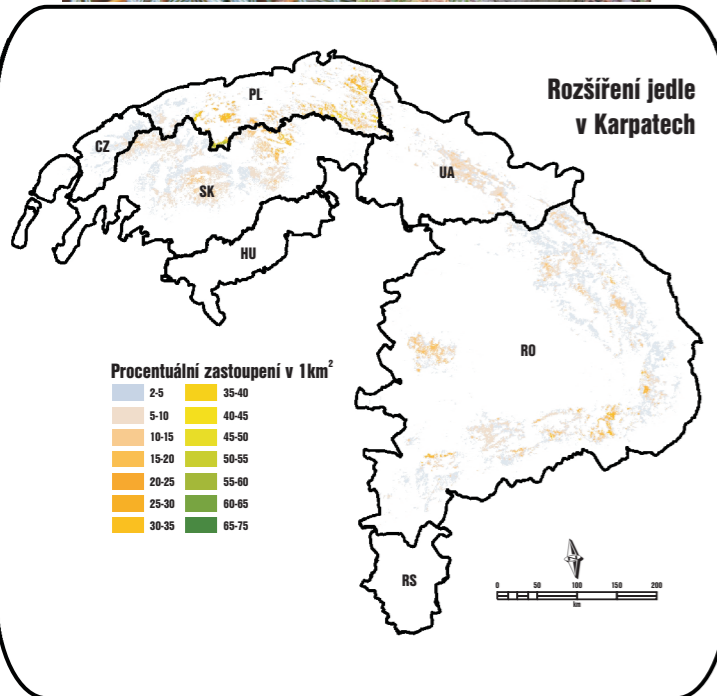 Rozšíření jedle
v Karpatech
PL
CZ
UA
SK
HU
RO
RS
Procentuální zastoupení v 1km²
2-5
5-10
10-15
15-20
20-25
25-30
30-35
35-40
40-45
45-50
50-55
55-60
60-65
65-75
0 50 100 150 200
km